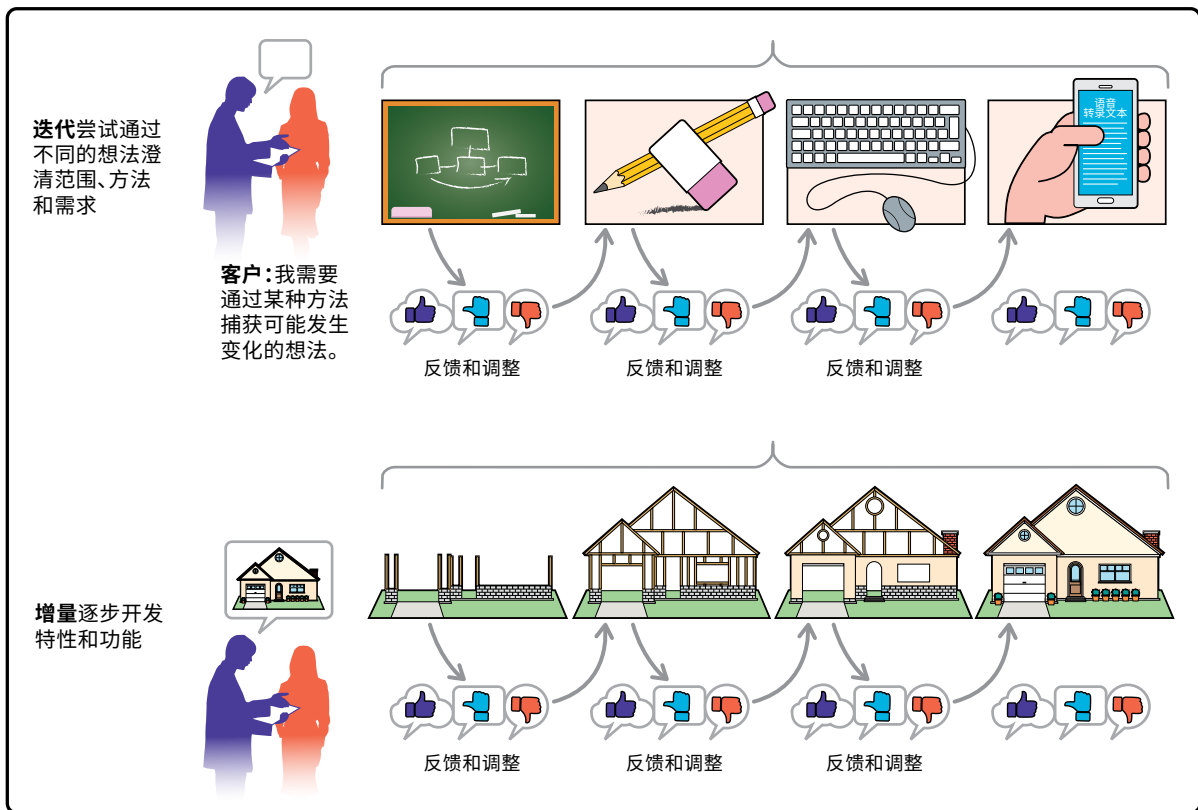 迭代尝试通过
不同的想法澄
清范围、方法
和需求
语音
转录文本
客户：我需要
通过某种方法
捕获可能发生
变化的想法。
反馈和调整
反馈和调整
反馈和调整
增量逐步开发
特性和功能
反馈和调整
反馈和调整
反馈和调整